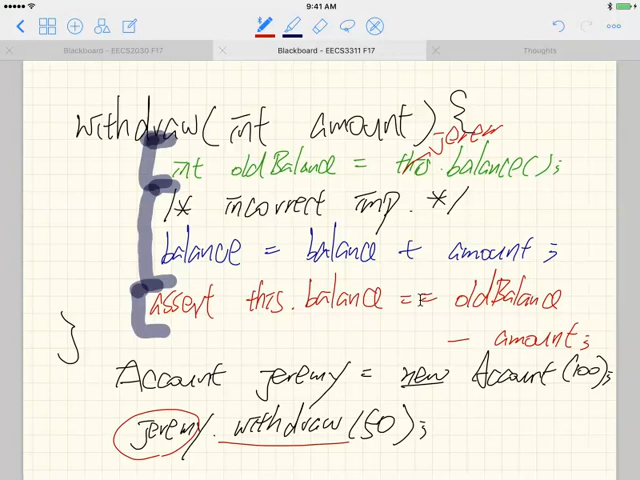 9:41 AM
Blackboard — EECS2030 F17
Blackboard — EECS3311 F17
Thoughts
withdraw( int amount) {
jerem
int oldBalance = this.balance();
/* incorrect imp. */
balance = balance + amount ;
assert this.balance == oldBalance
- amount;
}
Account jeremy = new Account(100);
jeremy. withdraw (50);